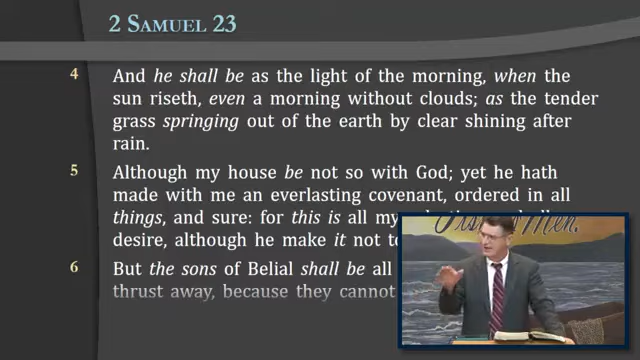 2 Samuel 23
4 And he shall be as the light of the morning, when the
sun riseth, even a morning without clouds; as the tender
grass springing out of the earth by clear shining after
rain.
5 Although my house be not so with God; yet he hath
made with me an everlasting covenant, ordered in all
things, and sure: for this is all my
desire, although he make it not to
6 But the sons of Belial shall be all
thrust away, because they cannot
Men.